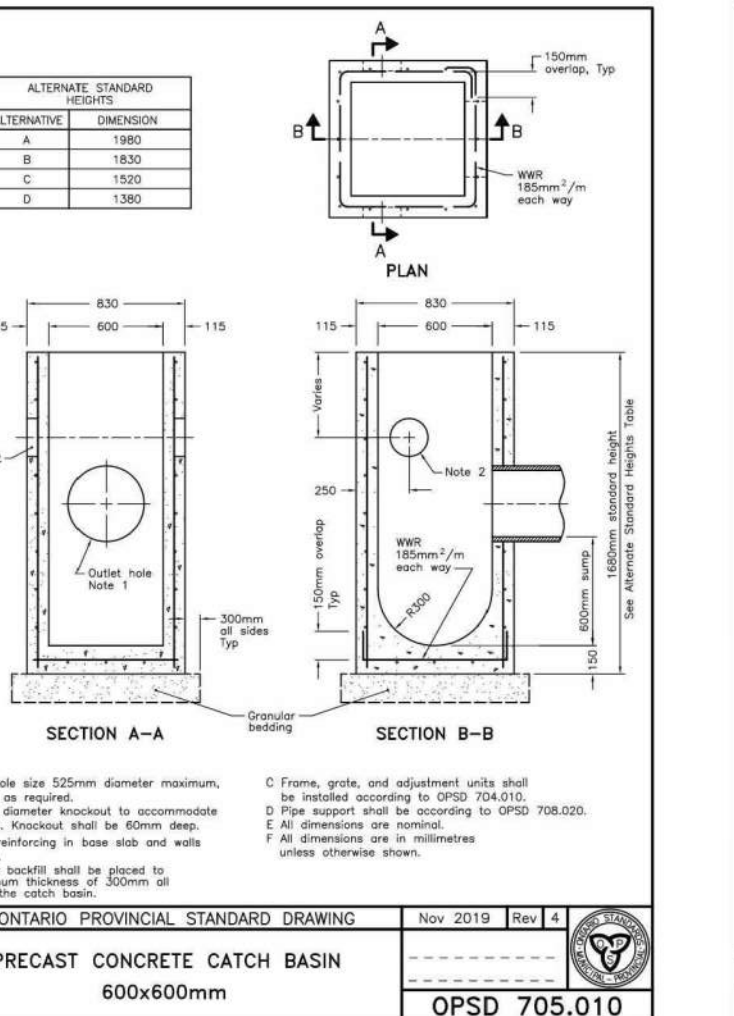 ALTERNATE STANDARD
HEIGHTS
LTERNATIVE DIMENSION
A 1980
B 1830
C 1520
D 1380
A
150mm
overlap, Typ
B
B
WWR
185mm²/m
each way
A
PLAN
830
5 600 115
Outlet hole
Note 1
300mm
all sides
Typ
SECTION A-A
830
115 600 115
Varies
Note 2
250
WWR
185mm²/m
each way
150mm overlap
Typ
R300
600mm sump
150
1680mm standard height
See Alternate Standard Heights Table
Granular
bedding
SECTION B-B
ole size 525mm diameter maximum,
as required.
diameter knockout to accommodate
. Knockout shall be 60mm deep.
einforcing in base slab and walls
backfill shall be placed to
um thickness of 300mm all
the catch basin.
C Frame, grate, and adjustment units shall
be installed according to OPSD 704.010.
D Pipe support shall be according to OPSD 708.020.
E All dimensions are nominal.
F All dimensions are in millimetres
unless otherwise shown.
ONTARIO PROVINCIAL STANDARD DRAWING
Nov 2019 Rev 4
PRECAST CONCRETE CATCH BASIN
600x600mm
OPSD 705.010
ONTARIO STANDARDS
MUNICIPAL - PROVINCIAL
O P S